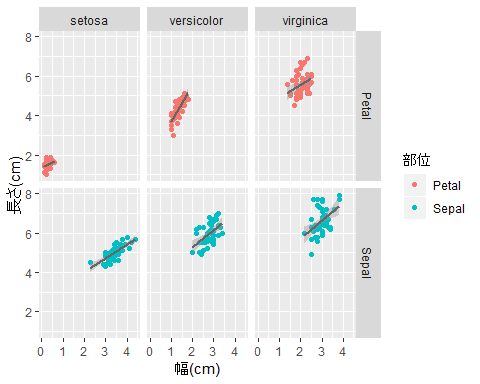 setosa versicolor virginica
8
6
4
2
Petal
8
6
4
2
Sepal
0 1 2 3 4 0 1 2 3 4 0 1 2 3 4
幅(cm)
長さ(cm)
部位
Petal
Sepal